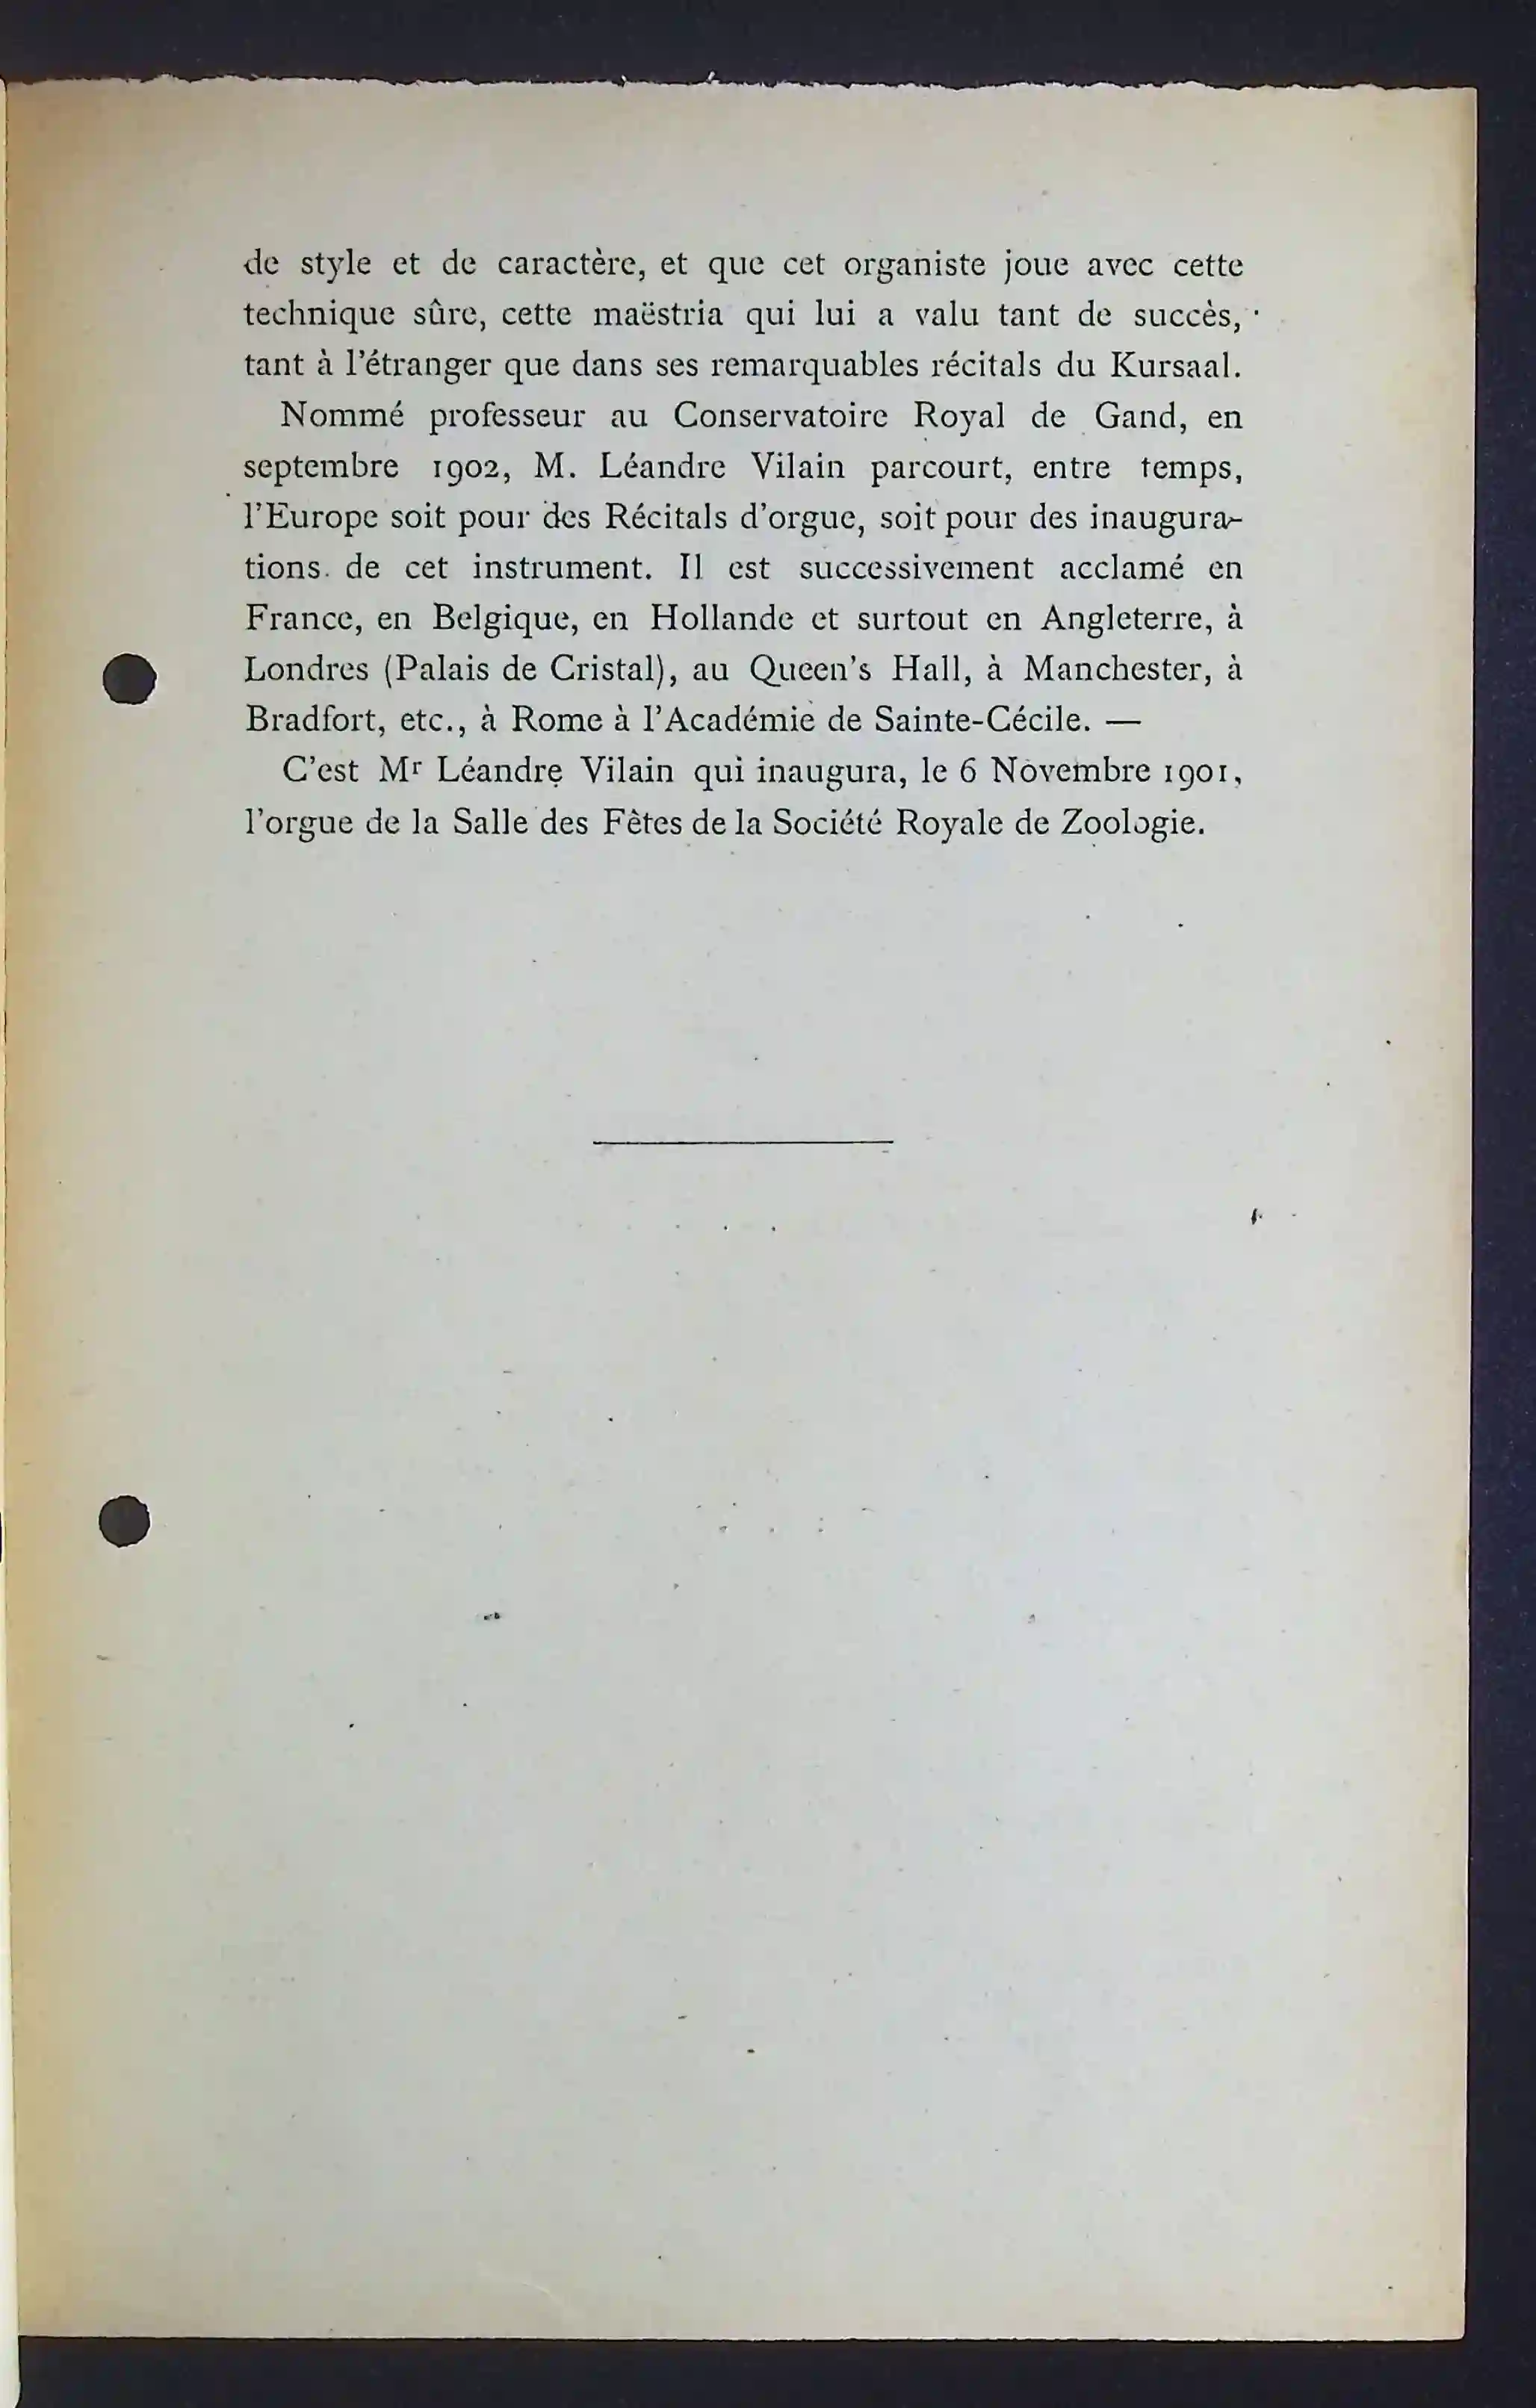 de style et de caractère, et que cet organiste joue avec cette
technique sûre, cette maëstria qui lui a valu tant de succès,
tant à l'étranger que dans ses remarquables récitals du Kursaal.
Nommé professeur au Conservatoire Royal de Gand, en
septembre 1902, M. Léandre Vilain parcourt, entre temps,
l'Europe soit pour des Récitals d'orgue, soit pour des inaugura-
tions de cet instrument. Il est successivement acclamé en
France, en Belgique, en Hollande et surtout en Angleterre, à
Londres (Palais de Cristal), au Queen's Hall, à Manchester, à
Bradfort, etc., à Rome à l'Académie de Sainte-Cécile. —
C'est Mr Léandre Vilain qui inaugura, le 6 Novembre 1901,
l'orgue de la Salle des Fêtes de la Société Royale de Zoologie.